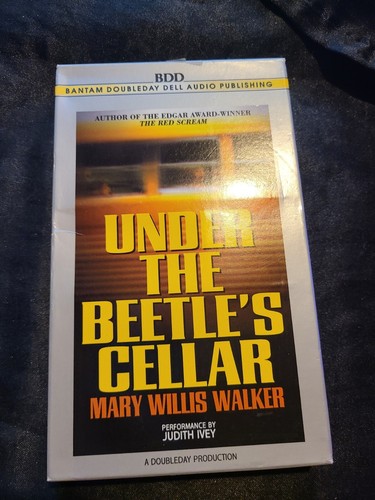 BDD
BANTAM DOUBLEDAY DELL AUDIO PUBLISHING
AUTHOR OF THE EDGAR AWARD-WINNER
THE RED SCREAM
UNDER
THE
BEETLE'S
CELLAR
MARY WILLIS WALKER
PERFORMANCE BY
JUDITH IVEY
A DOUBLEDAY PRODUCTION